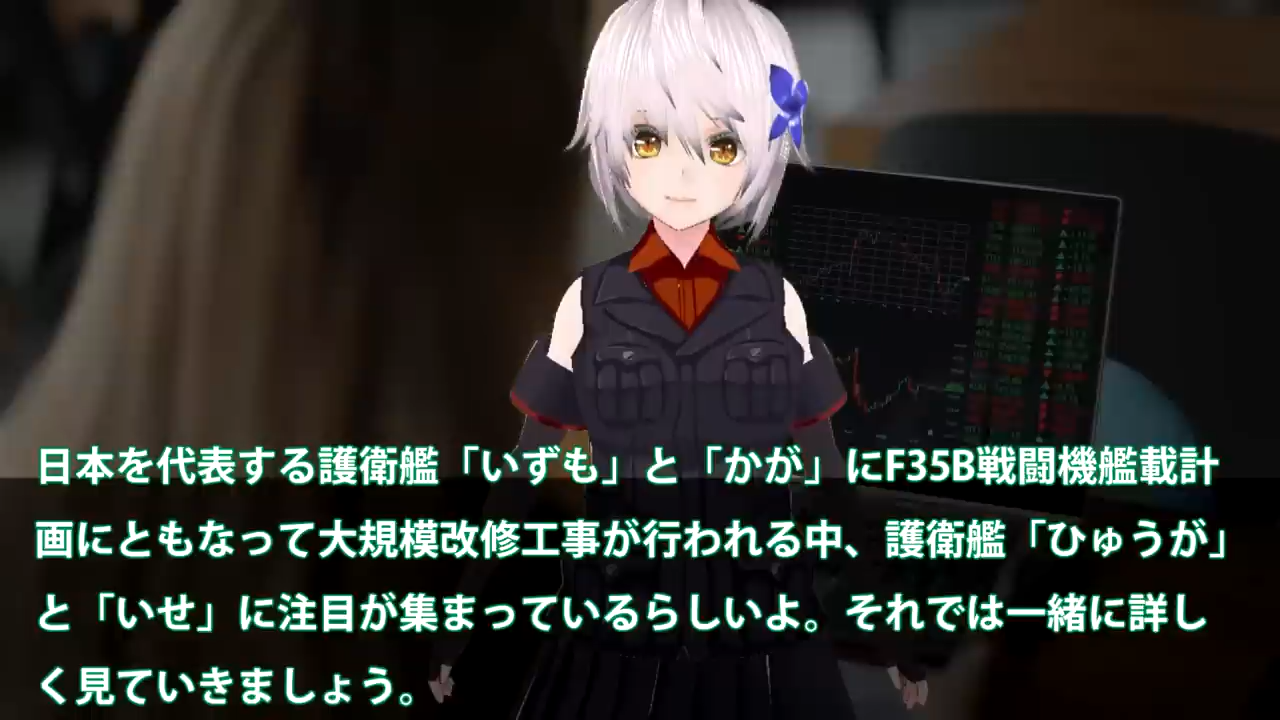 日本を代表する護衛艦「いずも」と「かが」にF35B戦闘機艦載計
画にともなって大規模改修工事が行われる中、護衛艦「ひゅうが」
と「いせ」に注目が集まっているらしいよ。それでは一緒に詳し
く見ていきましょう。